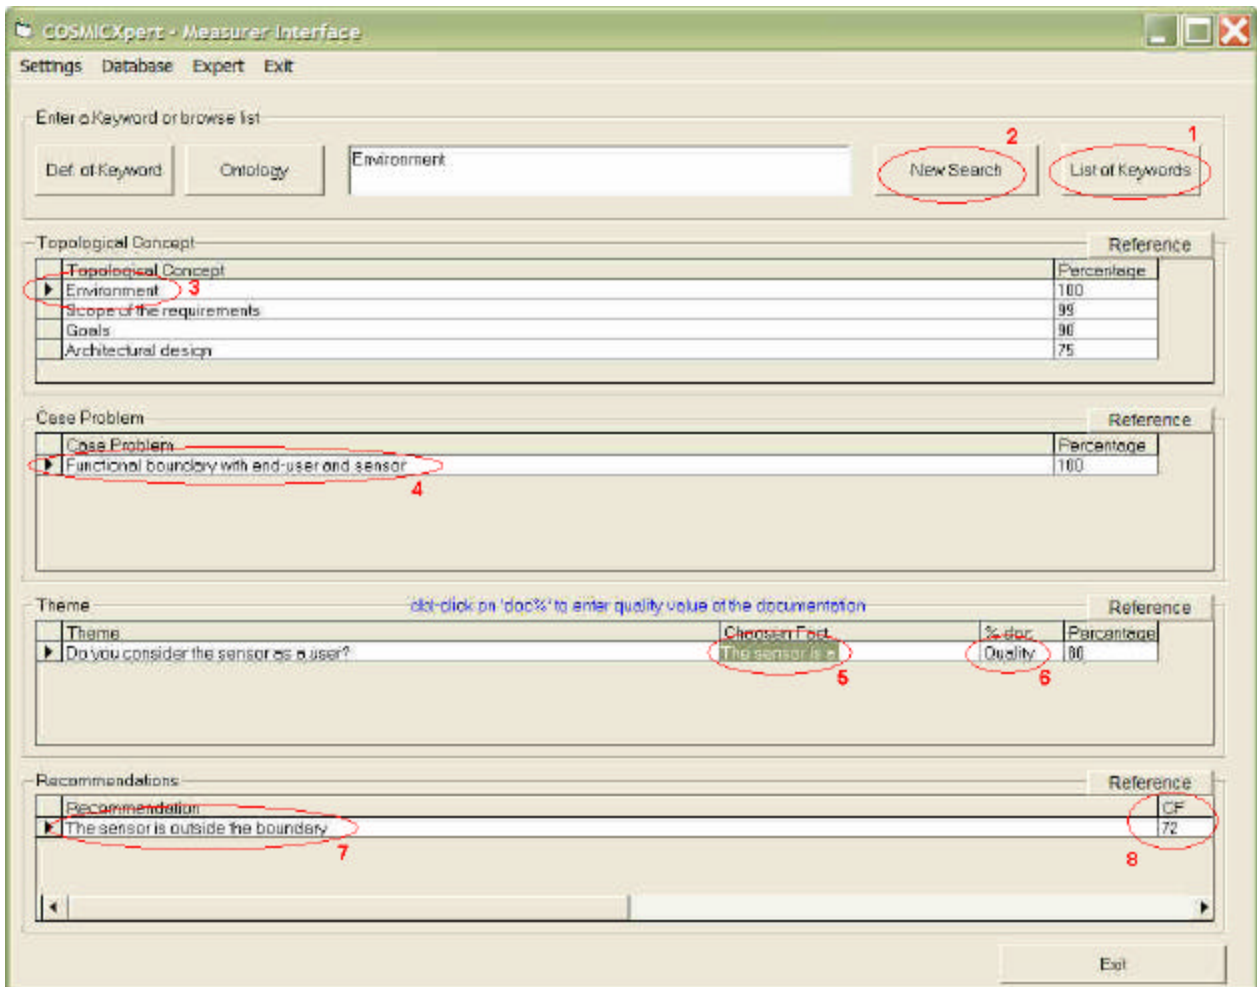 COSMICXpert - Measurer Interface
Settings Database Expert Exit
Enter a Keyword or browse list
Def. of Keyword Ontology Environment New Search 2 List of Keywords 1
Topological Concept Reference
Topological Concept Percentage
Environment 3 100
Scope of the requirements 99
Goals 90
Architectural design 75
Case Problem Reference
Case Problem Percentage
Functional boundary with end-user and sensor 100
4
Theme dbl-click on 'doc%' to enter quality value of the documentation Reference
Theme Choosen Fact % doc Percentage
Do you consider the sensor as a user? The sensor is a Quality 80
5 6
Recommendations Reference
Recommendation CF
The sensor is outside the boundary 72
7 8
Exit